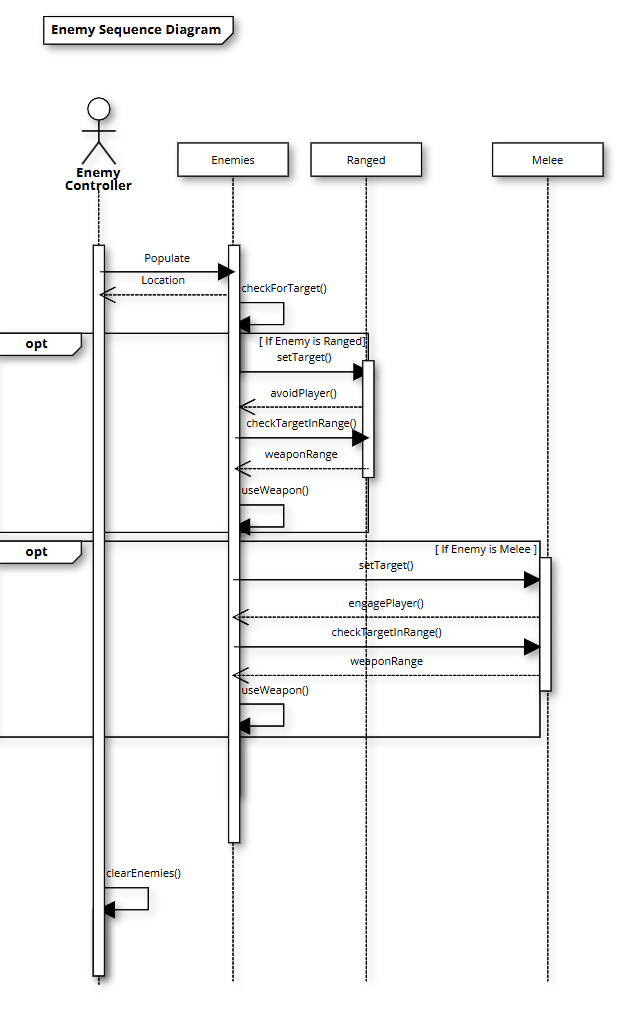 Enemy Sequence Diagram
Enemy
Controller
Enemies
Ranged
Melee
Populate
Location
checkForTarget()
opt
[ If Enemy is Ranged]
setTarget()
avoidPlayer()
checkTargetInRange()
weaponRange
useWeapon()
opt
[ If Enemy is Melee ]
setTarget()
engagePlayer()
checkTargetInRange()
weaponRange
useWeapon()
clearEnemies()